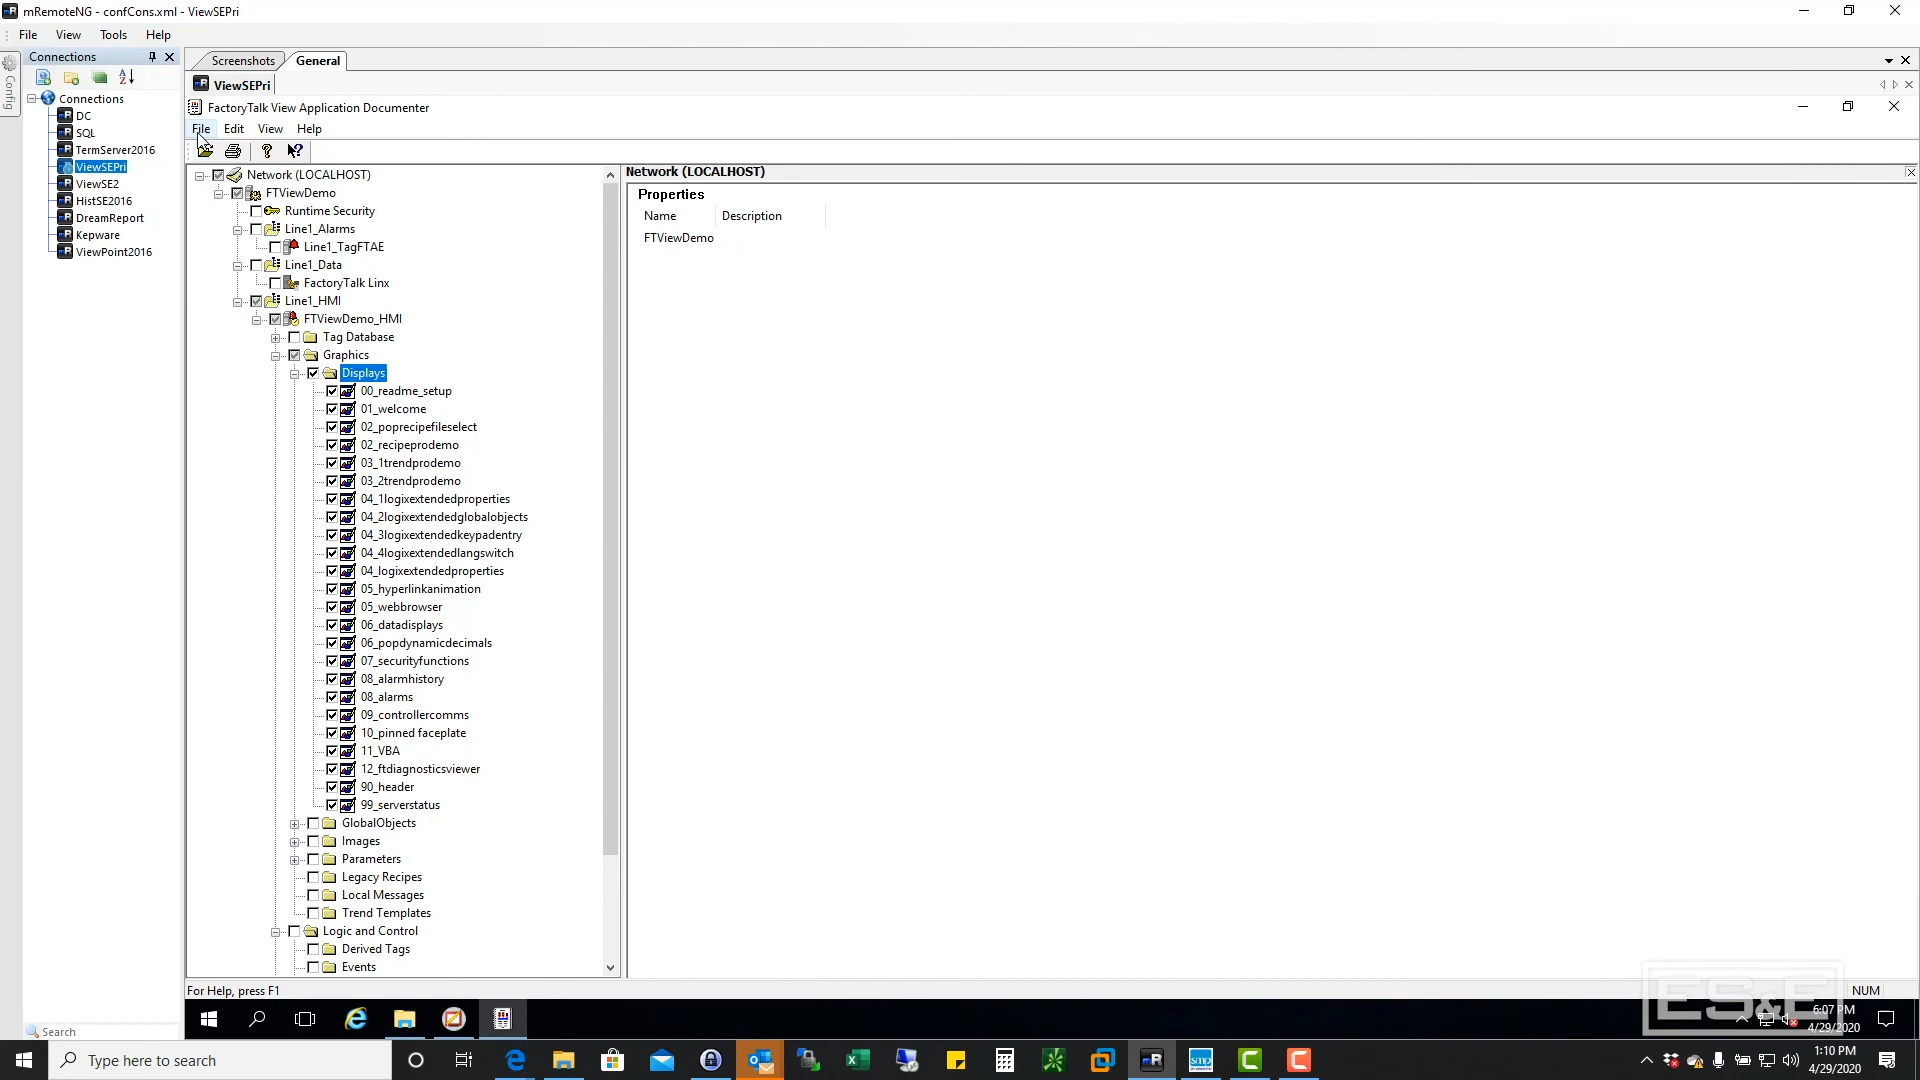 mRemoteNG - confCons.xml - ViewSEPri
File View Tools Help
Connections
Config
Screenshots General
ViewSEPri
FactoryTalk View Application Documenter
File Edit View Help
Connections
DC
SQL
TermServer2016
ViewSEPri
ViewSE2
HistSE2016
DreamReport
Kepware
ViewPoint2016
Search
Network (LOCALHOST)
FTViewDemo
Runtime Security
Line1_Alarms
Line1_TagFTAE
Line1_Data
FactoryTalk Linx
Line1_HMI
FTViewDemo_HMI
Tag Database
Graphics
Displays
00_readme_setup
01_welcome
02_poprecipefileselect
02_recipeprodemo
03_1trendprodemo
03_2trendprodemo
04_1logixextendedproperties
04_2logixextendedglobalobjects
04_3logixextendedkeypadentry
04_4logixextendedlangswitch
04_logixextendedproperties
05_hyperlinkanimation
05_webbrowser
06_datadisplays
06_popdynamicdecimals
07_securityfunctions
08_alarmhistory
08_alarms
09_controllercomms
10_pinned faceplate
11_VBA
12_ftdiagnosticsviewer
90_header
99_serverstatus
GlobalObjects
Images
Parameters
Legacy Recipes
Local Messages
Trend Templates
Logic and Control
Derived Tags
Events
Network (LOCALHOST)
Properties
Name Description
FTViewDemo
For Help, press F1
NUM
ES&E
6:07 PM
4/29/2020
Type here to search
1:10 PM
4/29/2020